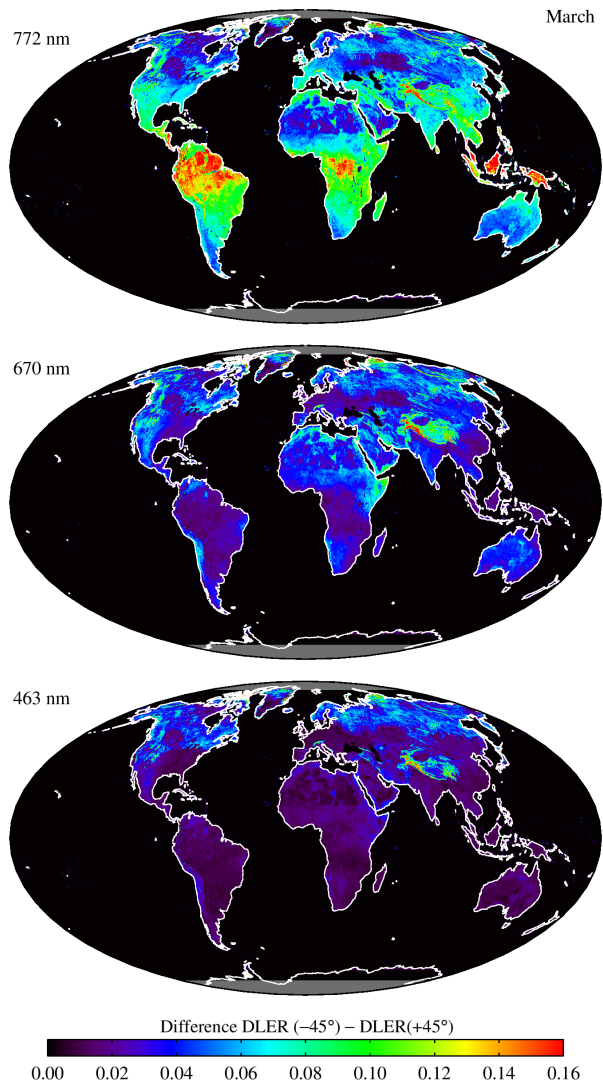 March
772 nm
670 nm
463 nm
Difference DLER (−45°) − DLER(+45°)
0.00 0.02 0.04 0.06 0.08 0.10 0.12 0.14 0.16